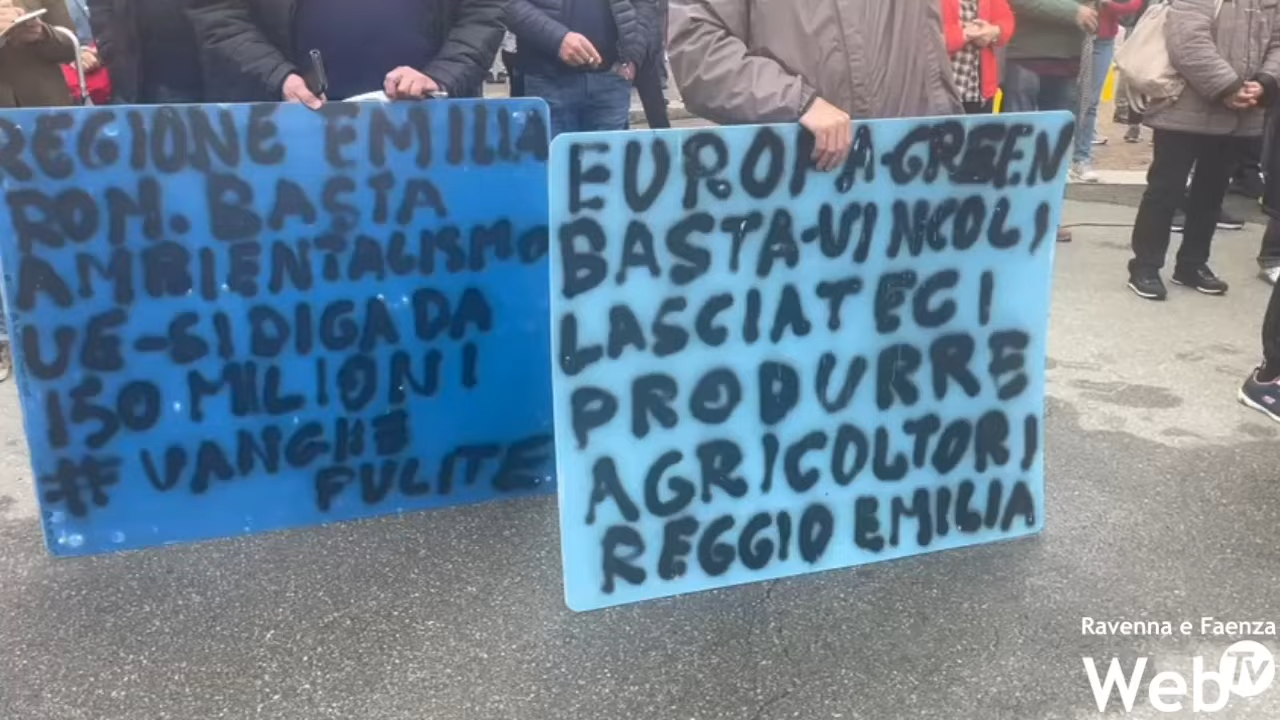 REGIONE EMILIA
ROM. BASTA
AMBIENTALISMO
UE-SI DIGA DA
150 MILIONI
# VANGHE
PULITE
EUROPA-GREEN
BASTA-VINCOLI
LASCIATECI
PRODURRE
AGRICOLTORI
REGGIO EMILIA
Ravenna e Faenza
WebTV